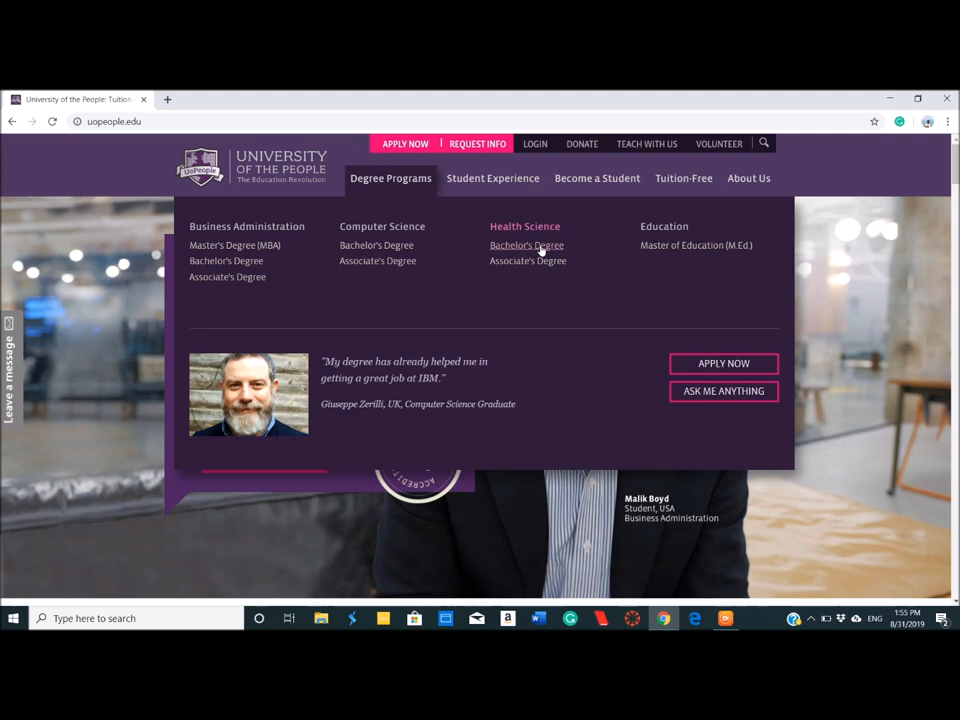 University of the People: Tuition
uopeople.edu
APPLY NOW
REQUEST INFO
LOGIN
DONATE
TEACH WITH US
VOLUNTEER
UoPeople
UNIVERSITY
OF THE PEOPLE
The Education Revolution
Degree Programs
Student Experience
Become a Student
Tuition-Free
About Us
Business Administration
Master's Degree (MBA)
Bachelor's Degree
Associate's Degree
Computer Science
Bachelor's Degree
Associate's Degree
Health Science
Bachelor's Degree
Associate's Degree
Education
Master of Education (M.Ed.)
Leave a message
"My degree has already helped me in
getting a great job at IBM."
Giuseppe Zerilli, UK, Computer Science Graduate
APPLY NOW
ASK ME ANYTHING
Malik Boyd
Student, USA
Business Administration
Type here to search
ENG
1:55 PM
8/31/2019